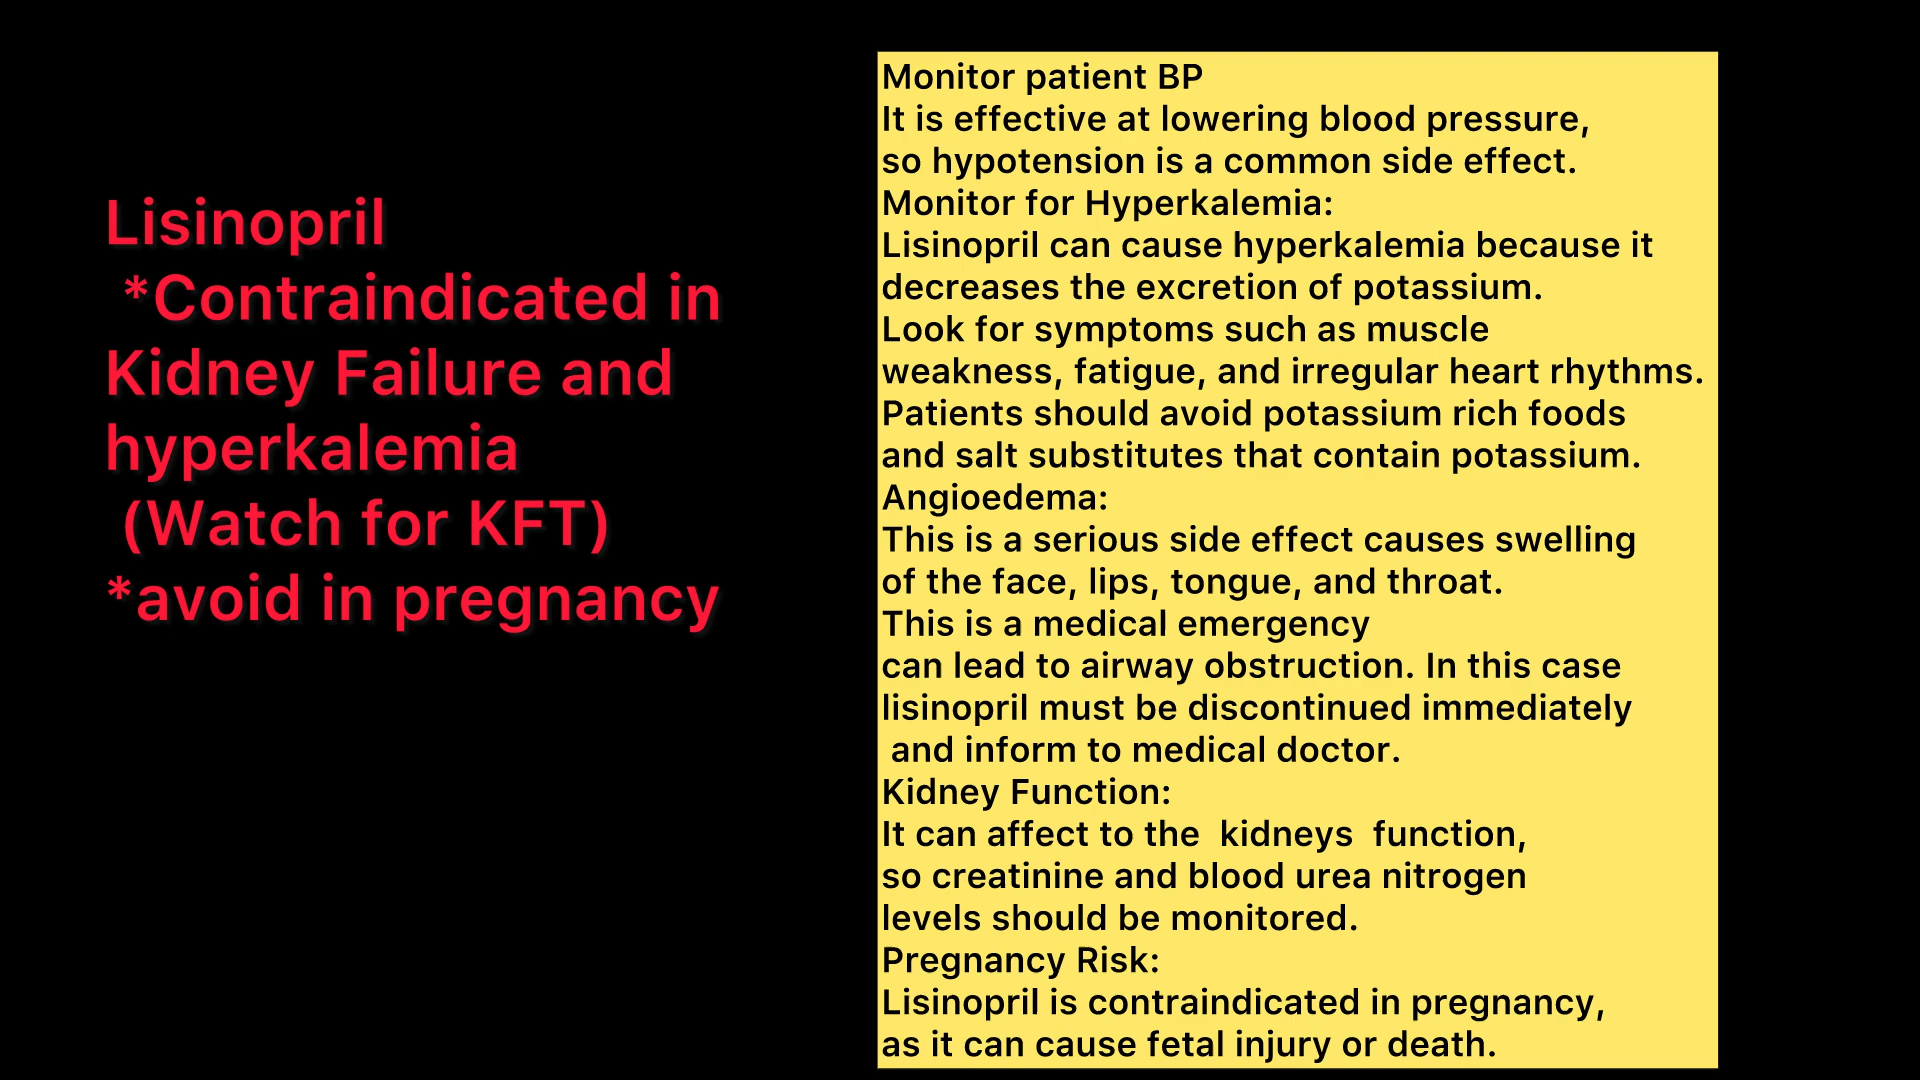 Lisinopril
*Contraindicated in
Kidney Failure and
hyperkalemia
(Watch for KFT)
*avoid in pregnancy
Monitor patient BP
It is effective at lowering blood pressure,
so hypotension is a common side effect.
Monitor for Hyperkalemia:
Lisinopril can cause hyperkalemia because it
decreases the excretion of potassium.
Look for symptoms such as muscle
weakness, fatigue, and irregular heart rhythms.
Patients should avoid potassium rich foods
and salt substitutes that contain potassium.
Angioedema:
This is a serious side effect causes swelling
of the face, lips, tongue, and throat.
This is a medical emergency
can lead to airway obstruction. In this case
lisinopril must be discontinued immediately
and inform to medical doctor.
Kidney Function:
It can affect to the  kidneys  function,
so creatinine and blood urea nitrogen
levels should be monitored.
Pregnancy Risk:
Lisinopril is contraindicated in pregnancy,
as it can cause fetal injury or death.